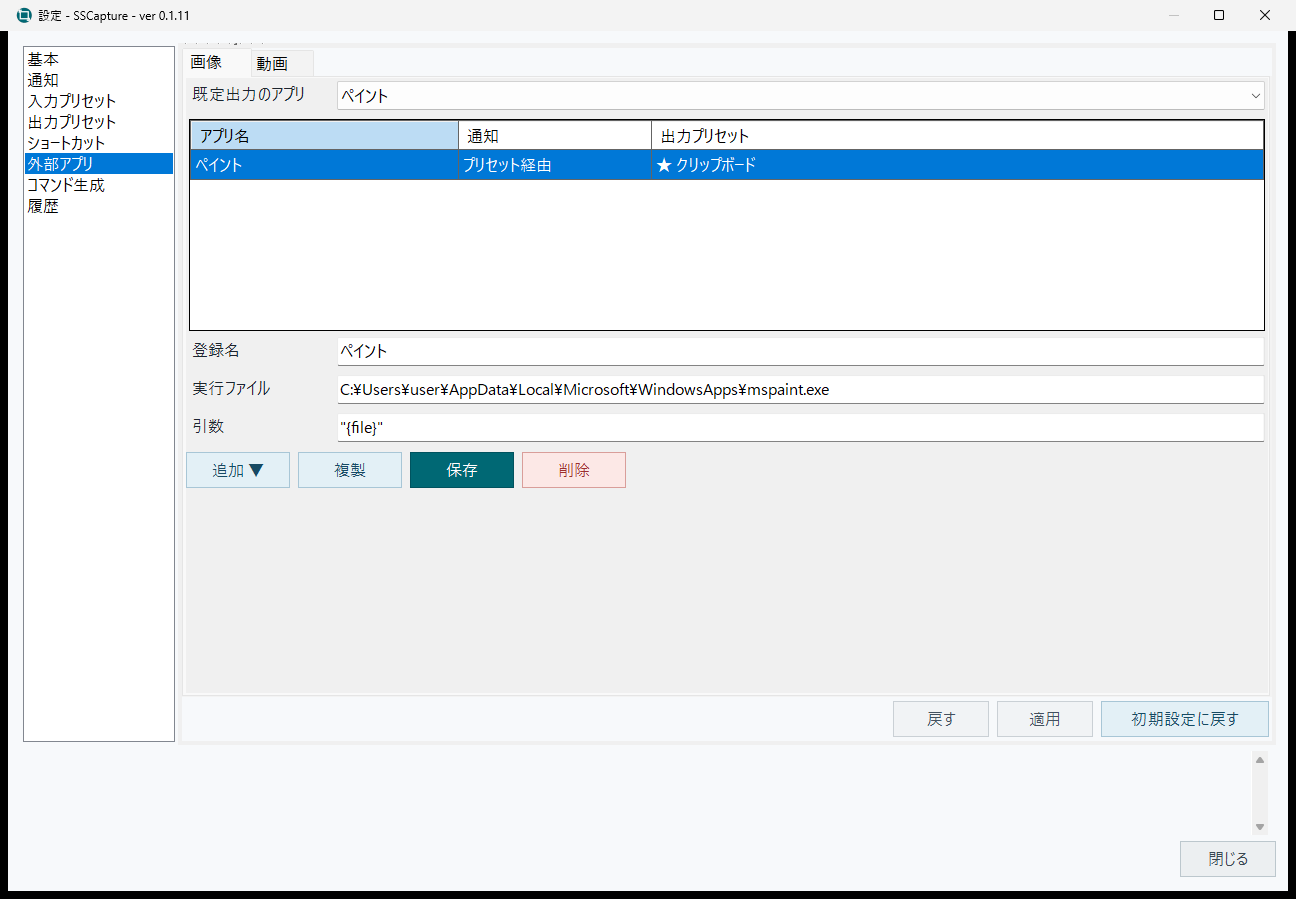 設定 - SSCapture - ver 0.1.11
基本
通知
入力プリセット
出力プリセット
ショートカット
外部アプリ
コマンド生成
履歴
画像 動画
既定出力のアプリ ペイント
アプリ名 通知 出力プリセット
ペイント プリセット経由 ★ クリップボード
登録名 ペイント
実行ファイル C:¥Users¥user¥AppData¥Local¥Microsoft¥WindowsApps¥mspaint.exe
引数 "{file}"
追加 ▼ 複製 保存 削除
戻す 適用 初期設定に戻す
閉じる